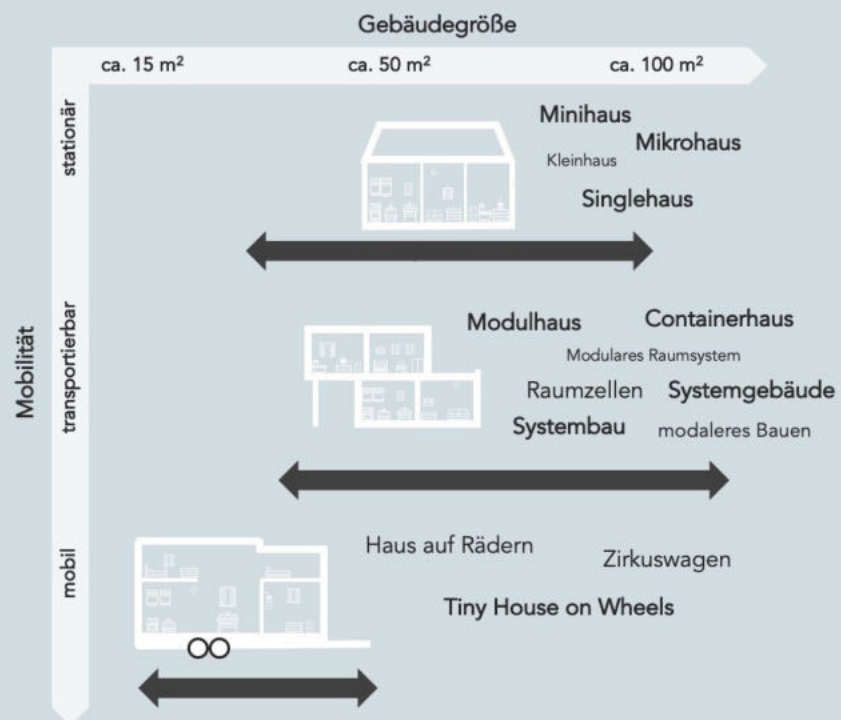 Gebäudegröße
ca. 15 m²
ca. 50 m²
ca. 100 m²
Mobilität
stationär
Minihaus
Mikrohaus
Kleinhaus
Singlehaus
transportierbar
Modulhaus
Containerhaus
Modulares Raumsystem
Raumzellen
Systemgebäude
Systembau
modaleres Bauen
mobil
Haus auf Rädern
Zirkuswagen
Tiny House on Wheels